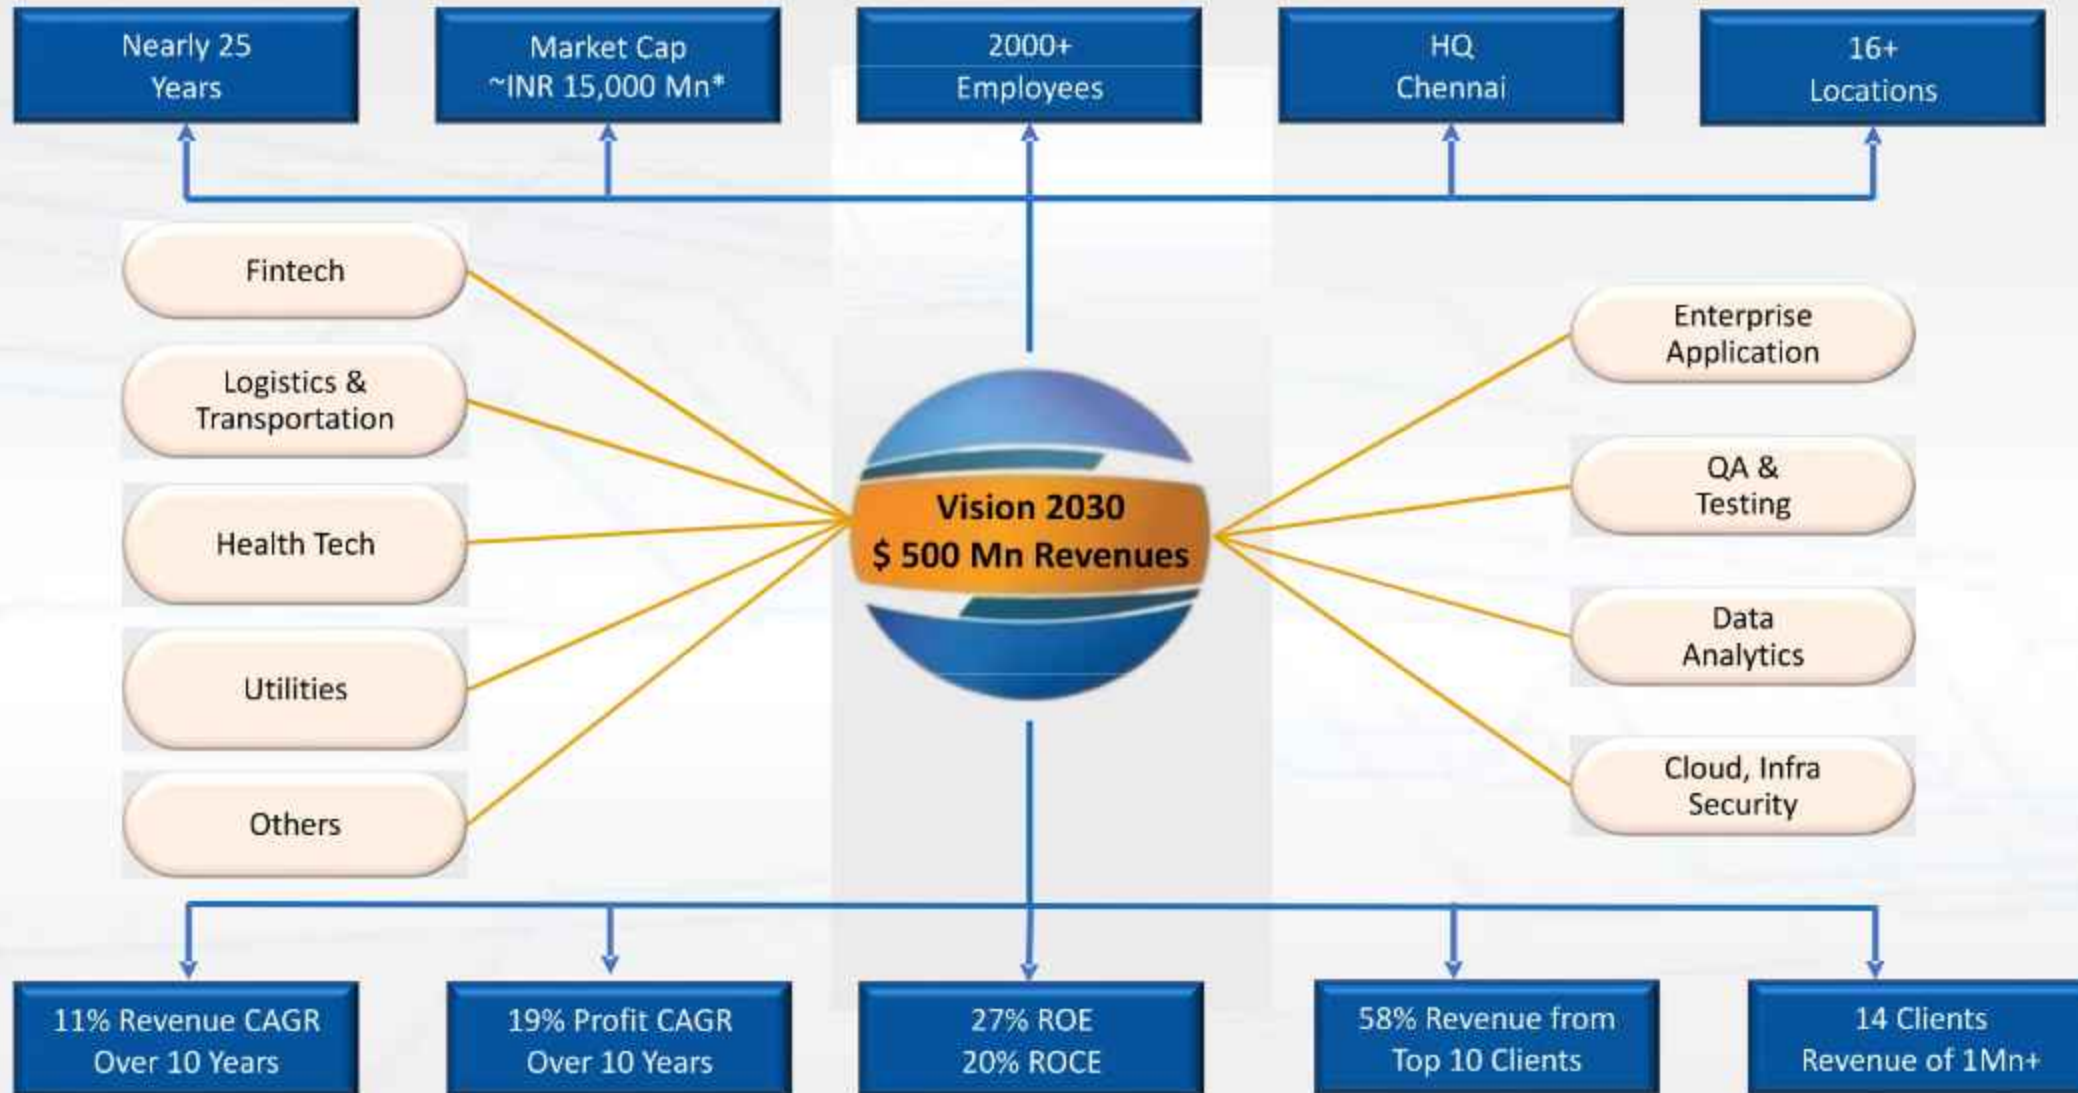 Nearly 25
Years
Market Cap
~INR 15,000 Mn*
2000+
Employees
HQ
Chennai
16+
Locations
Fintech
Logistics &
Transportation
Health Tech
Utilities
Others
Vision 2030
$ 500 Mn Revenues
Enterprise
Application
QA &
Testing
Data
Analytics
Cloud, Infra
Security
11% Revenue CAGR
Over 10 Years
19% Profit CAGR
Over 10 Years
27% ROE
20% ROCE
58% Revenue from
Top 10 Clients
14 Clients
Revenue of 1Mn+